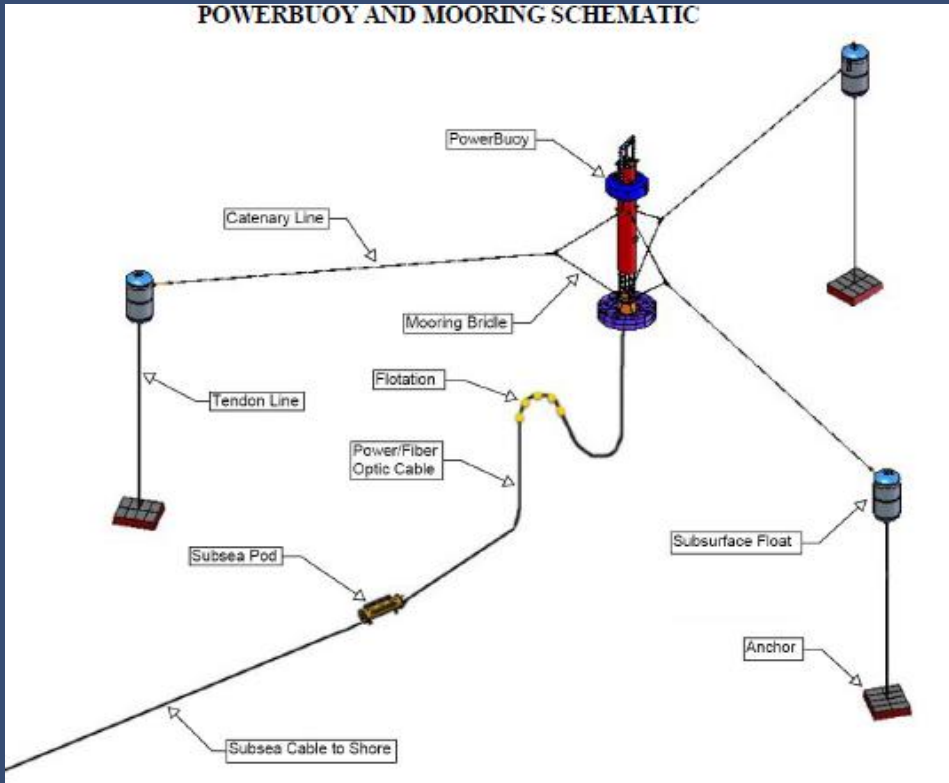 POWERBUOY AND MOORING SCHEMATIC
PowerBuoy
Catenary Line
Mooring Bridle
Flotation
Tendon Line
Power/Fiber
Optic Cable
Subsurface Float
Subsea Pod
Anchor
Subsea Cable to Shore